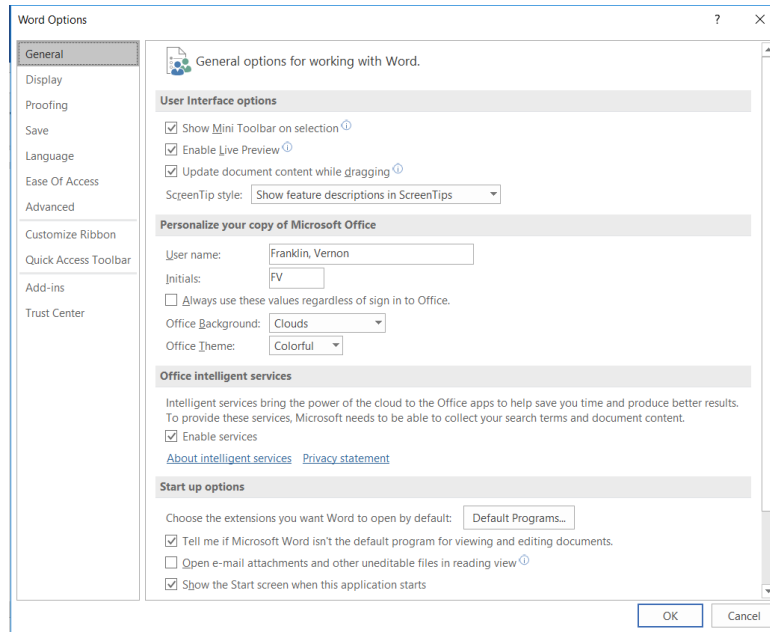 Word Options
?
General
Display
Proofing
Save
Language
Ease Of Access
Advanced
Customize Ribbon
Quick Access Toolbar
Add-ins
Trust Center
General options for working with Word.
User Interface options
Show Mini Toolbar on selection
Enable Live Preview
Update document content while dragging
ScreenTip style: Show feature descriptions in ScreenTips
Personalize your copy of Microsoft Office
User name: Franklin, Vernon
Initials: FV
Always use these values regardless of sign in to Office.
Office Background: Clouds
Office Theme: Colorful
Office intelligent services
Intelligent services bring the power of the cloud to the Office apps to help save you time and produce better results.
To provide these services, Microsoft needs to be able to collect your search terms and document content.
Enable services
About intelligent services Privacy statement
Start up options
Choose the extensions you want Word to open by default: Default Programs...
Tell me if Microsoft Word isn't the default program for viewing and editing documents.
Open e-mail attachments and other uneditable files in reading view
Show the Start screen when this application starts
OK Cancel